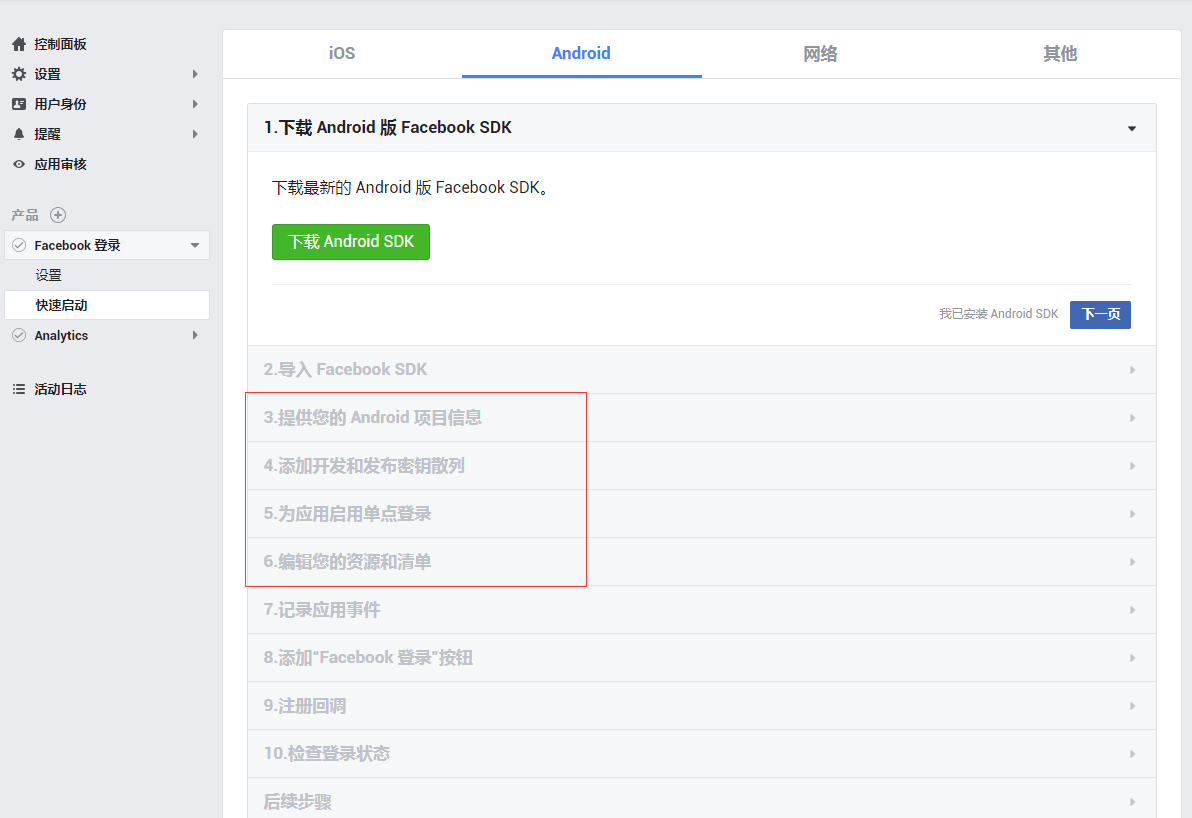 控制面板
设置
用户身份
提醒
应用审核
产品
Facebook 登录
设置
快速启动
Analytics
活动日志
iOS
Android
网络
其他
1.下载 Android 版 Facebook SDK
下载最新的 Android 版 Facebook SDK。
下载 Android SDK
我已安装 Android SDK
下一页
2.导入 Facebook SDK
3.提供您的 Android 项目信息
4.添加开发和发布密钥散列
5.为应用启用单点登录
6.编辑您的资源和清单
7.记录应用事件
8.添加“Facebook 登录”按钮
9.注册回调
10.检查登录状态
后续步骤